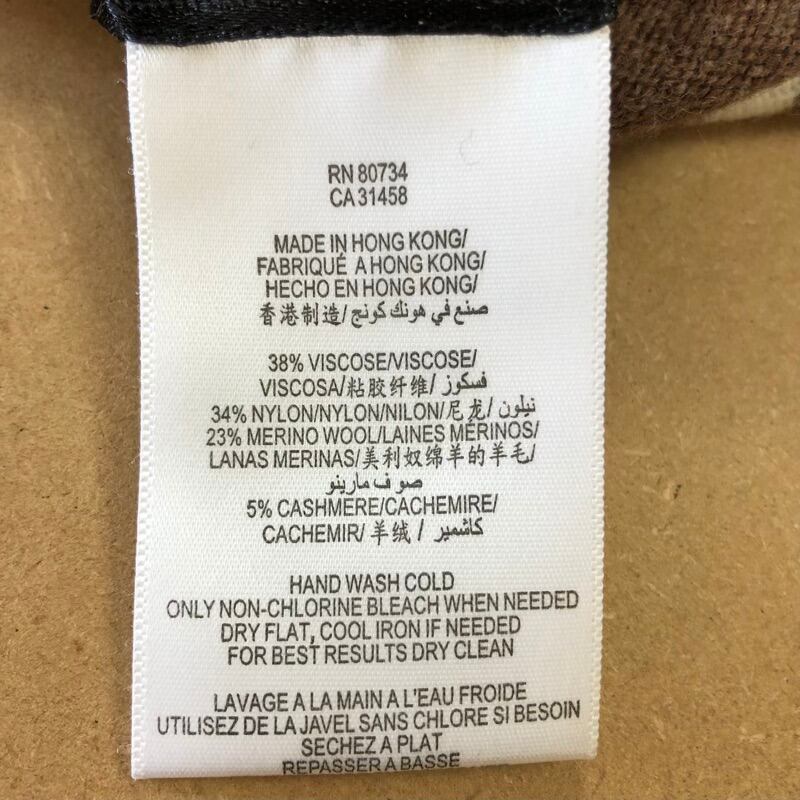 RN 80734
CA 31458
MADE IN HONG KONG/
FABRIQUÉ A HONG KONG/
HECHO EN HONG KONG/
香港制造/صنع في هونك كونج
38% VISCOSE/VISCOSE/
VISCOSA/粘胶纤维/ فسكوز
34% NYLON/NYLON/NILON/尼龙/ نيلون
23% MERINO WOOL/LAINES MÉRINOS/
LANAS MERINAS/美利奴绵羊的羊毛/
صوف مارينو
5% CASHMERE/CACHEMIRE/
CACHEMIR/ 羊绒 / كاشمير
HAND WASH COLD
ONLY NON-CHLORINE BLEACH WHEN NEEDED
DRY FLAT, COOL IRON IF NEEDED
FOR BEST RESULTS DRY CLEAN
LAVAGE A LA MAIN A L'EAU FROIDE
UTILISEZ DE LA JAVEL SANS CHLORE SI BESOIN
SECHEZ A PLAT
REPASSER A BASSE